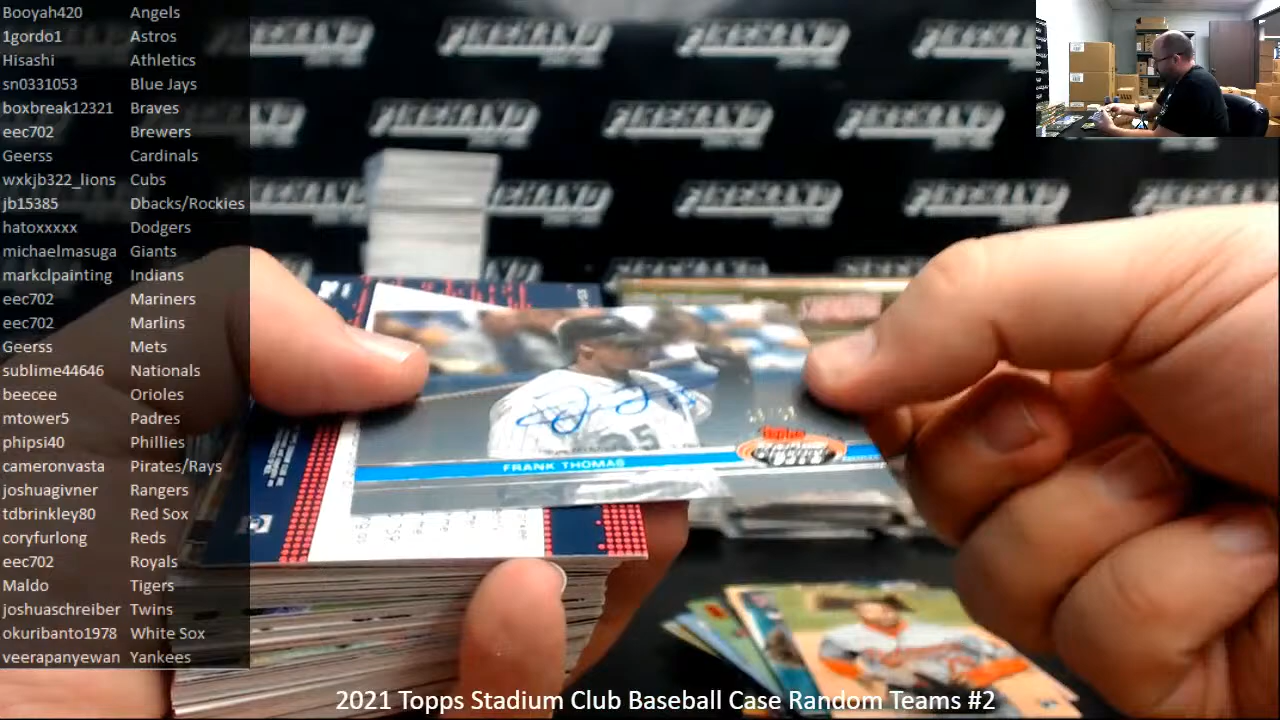 Booyah420 Angels
1gordo1 Astros
Hisashi Athletics
sn0331053 Blue Jays
boxbreak12321 Braves
eec702 Brewers
Geerss Cardinals
wxkjb322_lions Cubs
jb15385 Dbacks/Rockies
hatoxxxxx Dodgers
michaelmasuga Giants
markclpainting Indians
eec702 Mariners
eec702 Marlins
Geerss Mets
sublime44646 Nationals
beecee Orioles
mtower5 Padres
phipsi40 Phillies
cameronvasta Pirates/Rays
joshuagivner Rangers
tdbrinkley80 Red Sox
coryfurlong Reds
eec702 Royals
Maldo Tigers
joshuaschreiber Twins
okuribanto1978 White Sox
veerapanyewan Yankees
FIREHAND
FRANK THOMAS
35
2021 Topps Stadium Club Baseball Case Random Teams #2